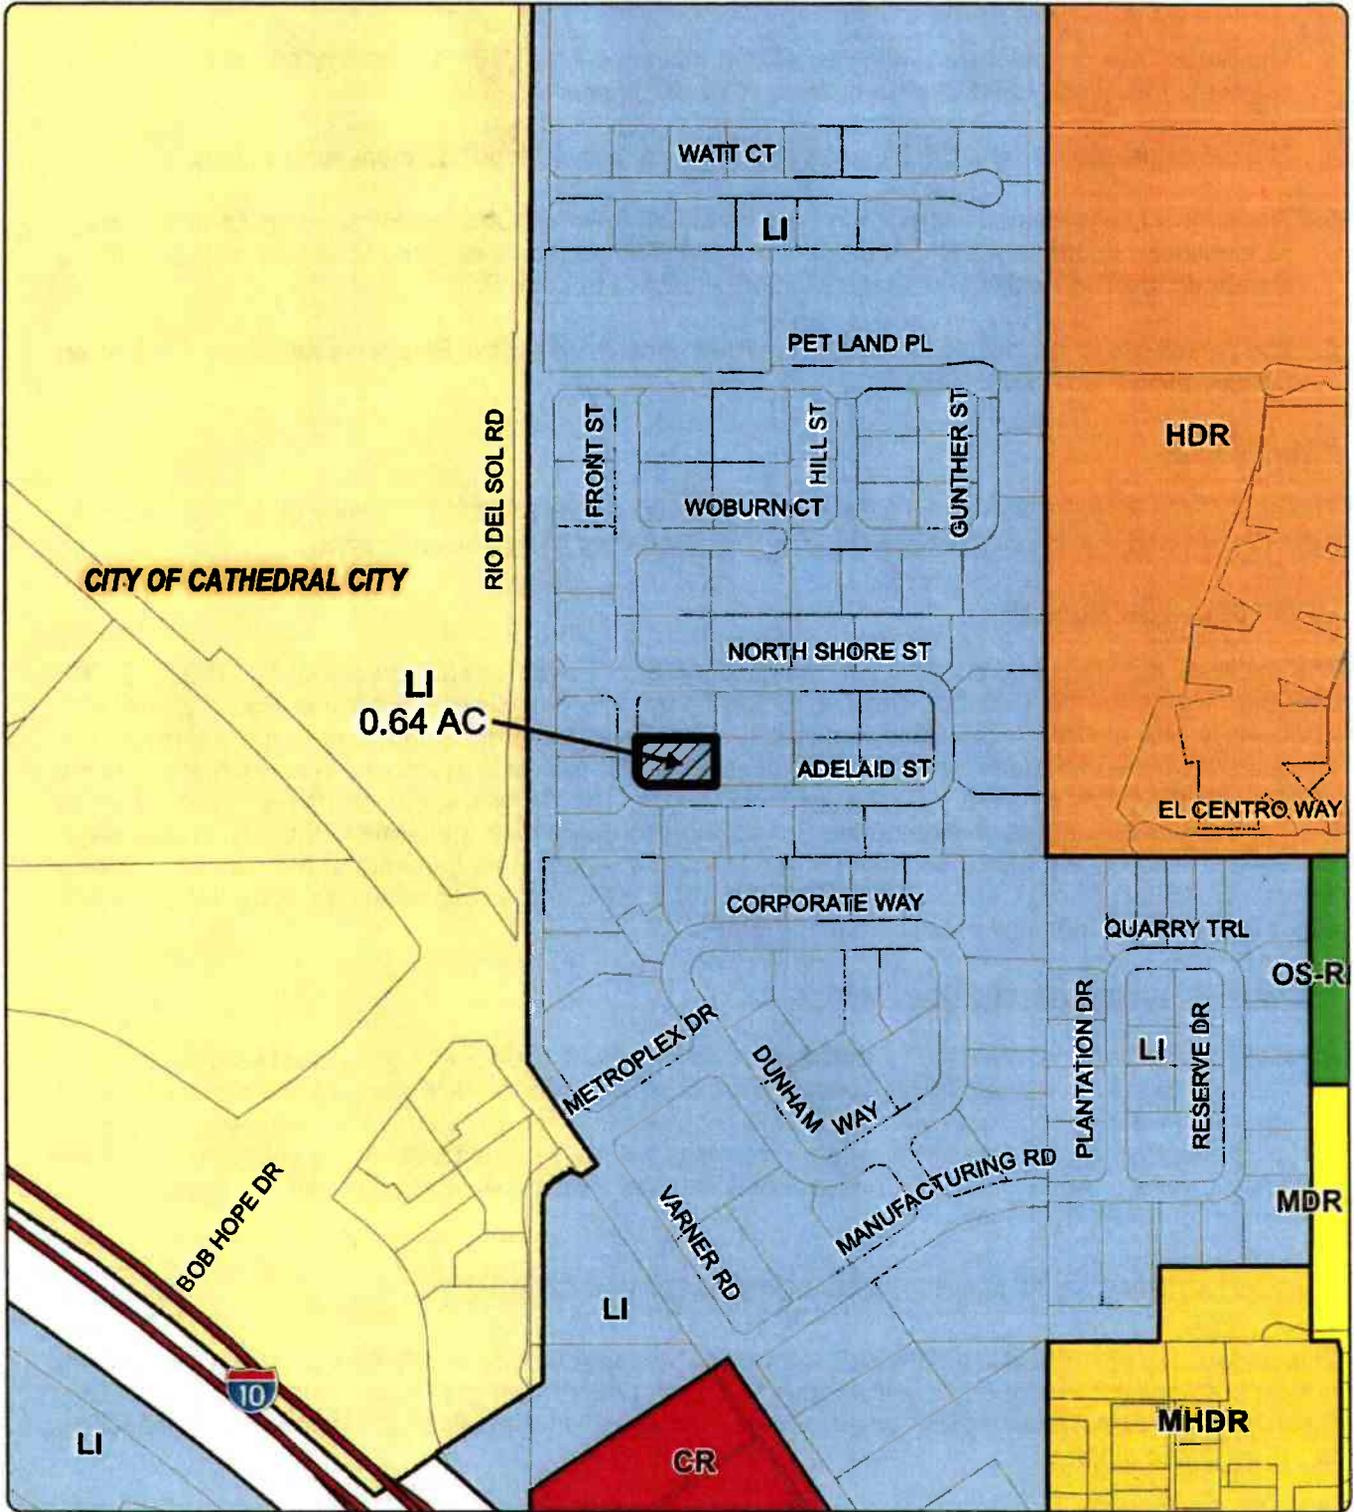 WATT CT
LI
PET LAND PL
HDR
RIO DEL SOL RD
FRONT ST
HILL ST
GUNTHER ST
WOBURN CT
CITY OF CATHEDRAL CITY
NORTH SHORE ST
LI
0.64 AC
ADELAID ST
EL CENTRO WAY
CORPORATE WAY
QUARRY TRL
OS-R
METROPLEX DR
DUNHAM WAY
PLANTATION DR
LI
RESERVE DR
MANUFACTURING RD
MDR
BOB HOPE DR
VARNER RD
LI
10
LI
CR
MHDR